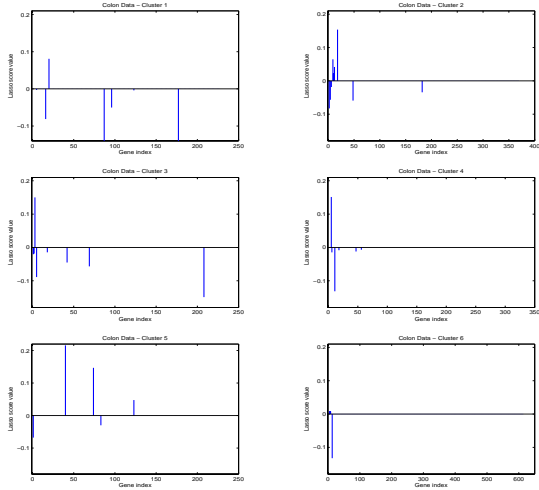 Colon Data – Cluster 1
Lasso score value
0.2
0.1
0
−0.1
0 50 100 150 200 250
Gene index
Colon Data – Cluster 2
Lasso score value
0.2
0.1
0
−0.1
0 50 100 150 200 250 300 350 400
Gene index
Colon Data – Cluster 3
Lasso score value
0.2
0.1
0
−0.1
0 50 100 150 200 250
Gene index
Colon Data – Cluster 4
Lasso score value
0.2
0.1
0
−0.1
0 50 100 150 200 250 300 350
Gene index
Colon Data – Cluster 5
Lasso score value
0.2
0.1
0
−0.1
0 50 100 150 200 250
Gene index
Colon Data – Cluster 6
Lasso score value
0.2
0.1
0
−0.1
0 100 200 300 400 500 600
Gene index